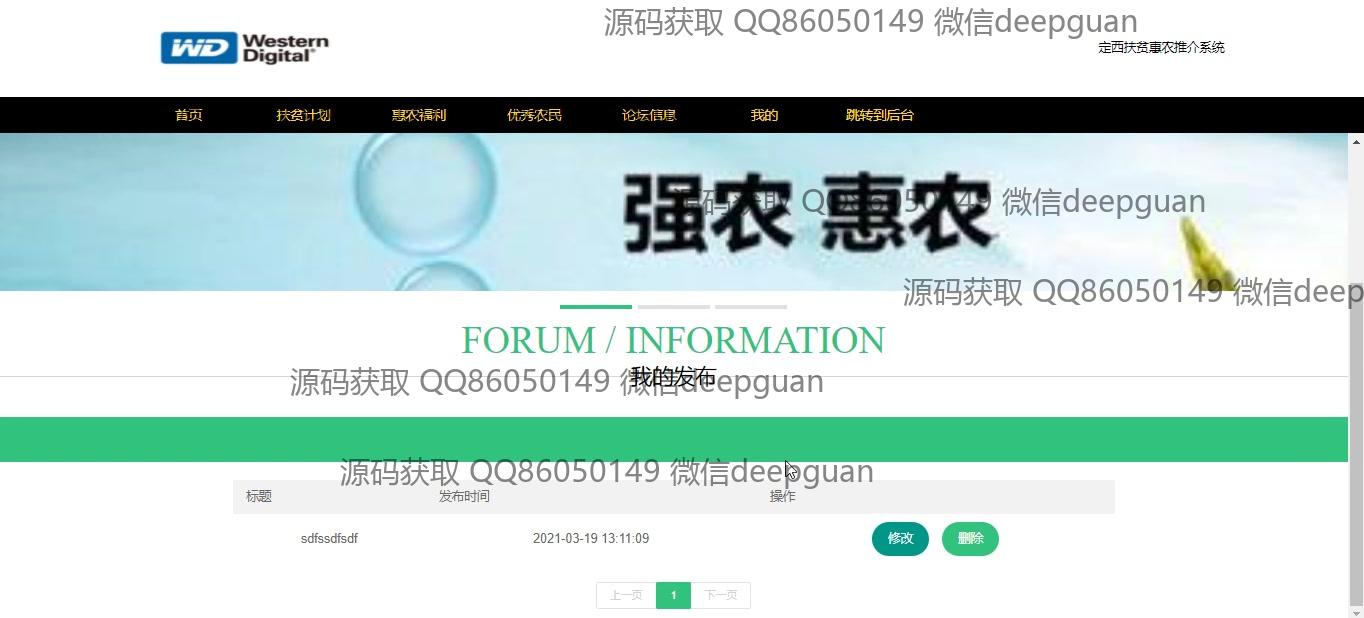 源码获取 QQ86050149 微信deepguan
WD Western Digital®
定西扶贫惠农推介系统
首页 扶贫计划 惠农福利 优秀农民 论坛信息 我的 跳转到后台
强农 惠农
源码获取 QQ86050149 微信deepguan
源码获取 QQ86050149 微信deep
FORUM / INFORMATION
我的发布
源码获取 QQ86050149 微信deepguan
源码获取 QQ86050149 微信deepguan
标题 发布时间 操作
sdfssdfsdf 2021-03-19 13:11:09 修改 删除
上一页 1 下一页